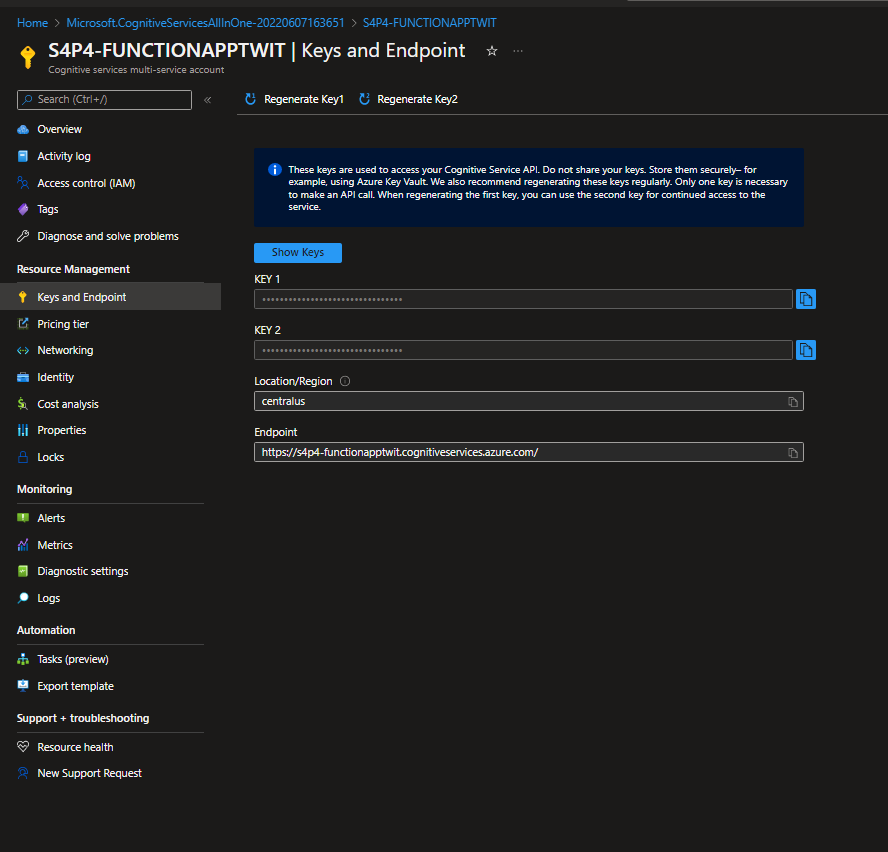 Home > Microsoft.CognitiveServicesAllInOne-20220607163651 > S4P4-FUNCTIONAPPTWIT
S4P4-FUNCTIONAPPTWIT | Keys and Endpoint
Cognitive services multi-service account
Search (Ctrl+/)
Overview
Activity log
Access control (IAM)
Tags
Diagnose and solve problems
Resource Management
Keys and Endpoint
Pricing tier
Networking
Identity
Cost analysis
Properties
Locks
Monitoring
Alerts
Metrics
Diagnostic settings
Logs
Automation
Tasks (preview)
Export template
Support + troubleshooting
Resource health
New Support Request
Regenerate Key1
Regenerate Key2
These keys are used to access your Cognitive Service API. Do not share your keys. Store them securely– for
example, using Azure Key Vault. We also recommend regenerating these keys regularly. Only one key is necessary
to make an API call. When regenerating the first key, you can use the second key for continued access to the
service.
Show Keys
KEY 1
KEY 2
Location/Region
centralus
Endpoint
https://s4p4-functionapptwit.cognitiveservices.azure.com/